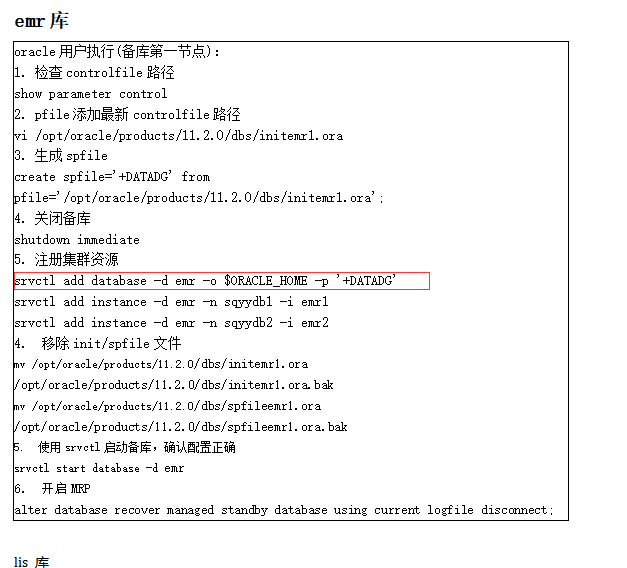 emr 库
oracle 用户执行(备库第一节点):
1. 检查 controlfile 路径
show parameter control
2. pfile 添加最新 controlfile 路径
vi /opt/oracle/products/11.2.0/dbs/initemr1.ora
3. 生成 spfile
create spfile='+DATADG' from
pfile='/opt/oracle/products/11.2.0/dbs/initemr1.ora';
4. 关闭备库
shutdown immediate
5. 注册集群资源
srvctl add database -d emr -o $ORACLE_HOME -p '+DATADG'
srvctl add instance -d emr -n sqyydb1 -i emr1
srvctl add instance -d emr -n sqyydb2 -i emr2
4. 移除 init/spfile 文件
mv /opt/oracle/products/11.2.0/dbs/initemr1.ora
/opt/oracle/products/11.2.0/dbs/initemr1.ora.bak
mv /opt/oracle/products/11.2.0/dbs/spfileemr1.ora
/opt/oracle/products/11.2.0/dbs/spfileemr1.ora.bak
5. 使用 srvctl 启动备库，确认配置正确
srvctl start database -d emr
6. 开启 MRP
alter database recover managed standby database using current logfile disconnect;
lis 库